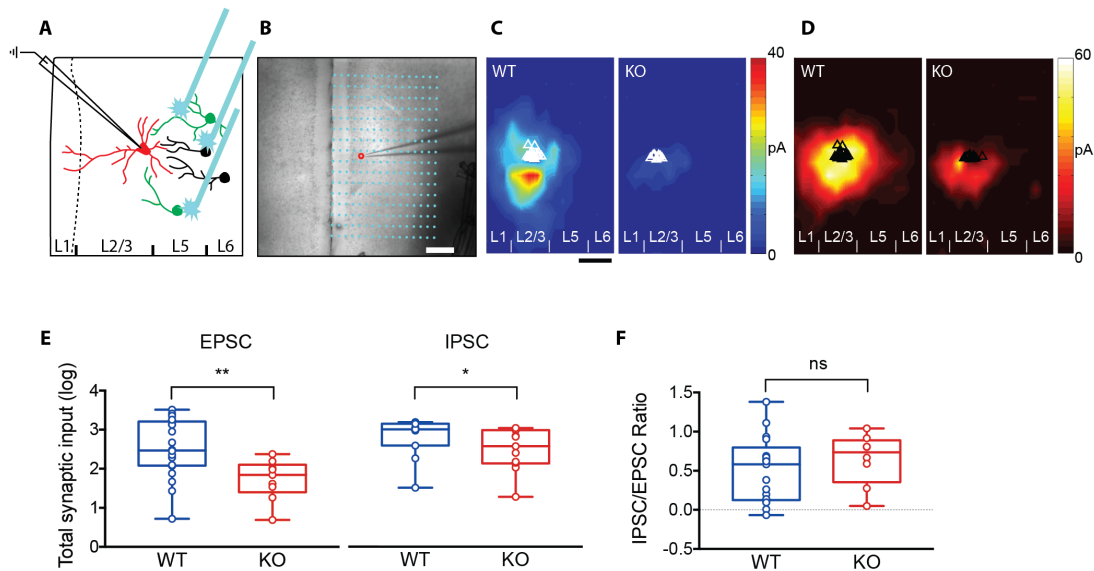 A
B
C
D
L1
L2/3
L5
L6
WT
KO
L1
L2/3
L5
L6
L1
L2/3
L5
L6
40
pA
0
WT
KO
L1
L2/3
L5
L6
L1
L2/3
L5
L6
60
pA
0
E
EPSC
IPSC
**
*
Total synaptic input (log)
4
3
2
1
0
WT
KO
WT
KO
F
ns
IPSC/EPSC Ratio
1.5
1.0
0.5
0.0
-0.5
WT
KO